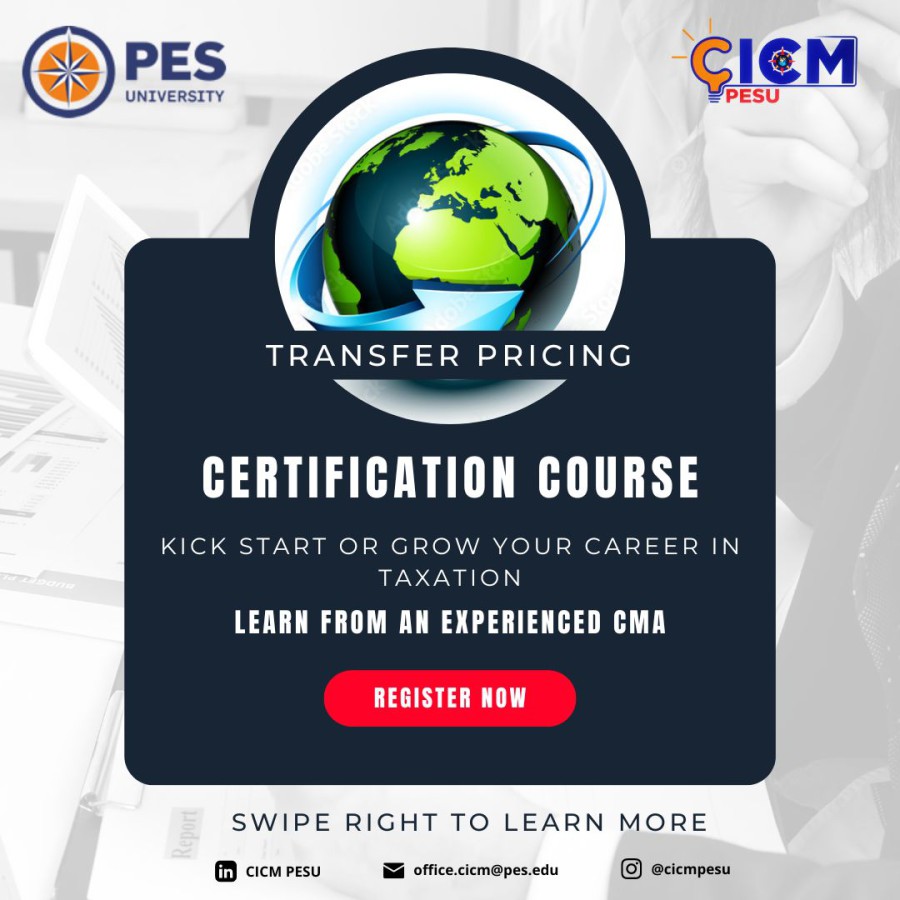 PES
UNIVERSITY
CICM
PESU
TRANSFER PRICING
CERTIFICATION COURSE
KICK START OR GROW YOUR CAREER IN
TAXATION
LEARN FROM AN EXPERIENCED CMA
REGISTER NOW
Report
SWIPE RIGHT TO LEARN MORE
CICM PESU
office.cicm@pes.edu
@cicmpesu